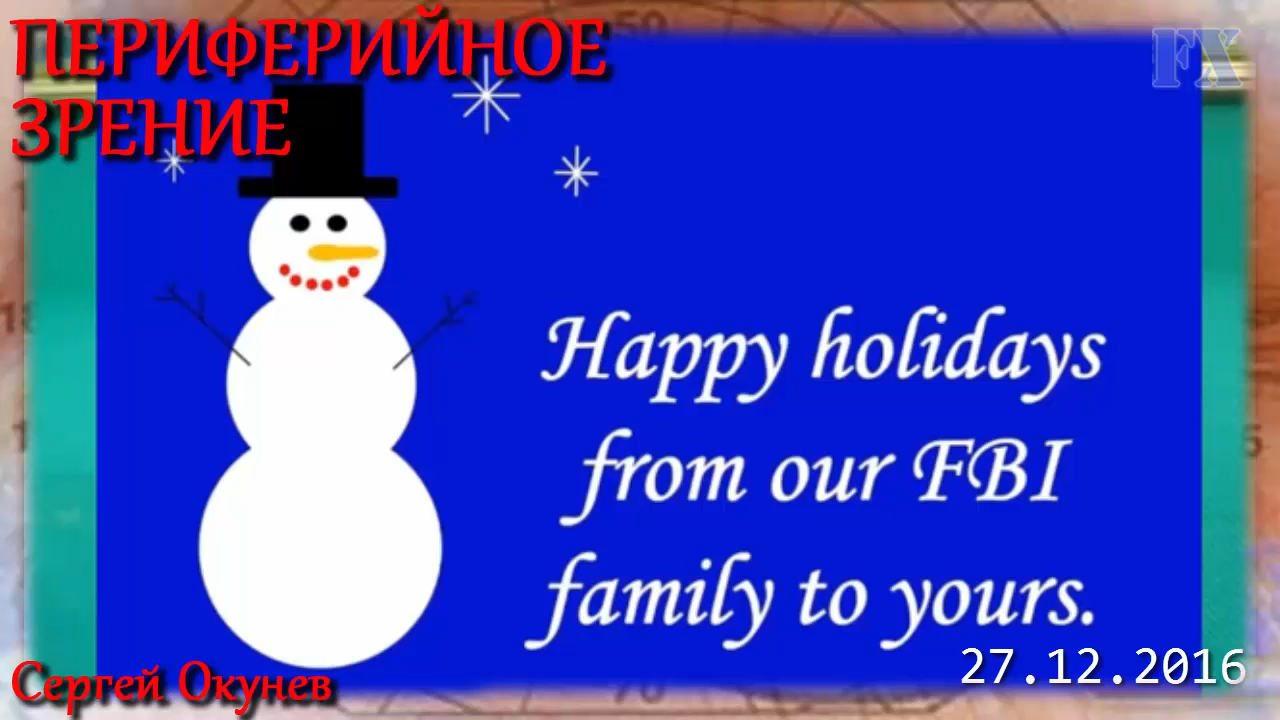 ПЕРИФЕРИЙНОЕ
ЗРЕНИЕ
FX
Happy holidays
from our FBI
family to yours.
Сергей Окунев
27.12.2016